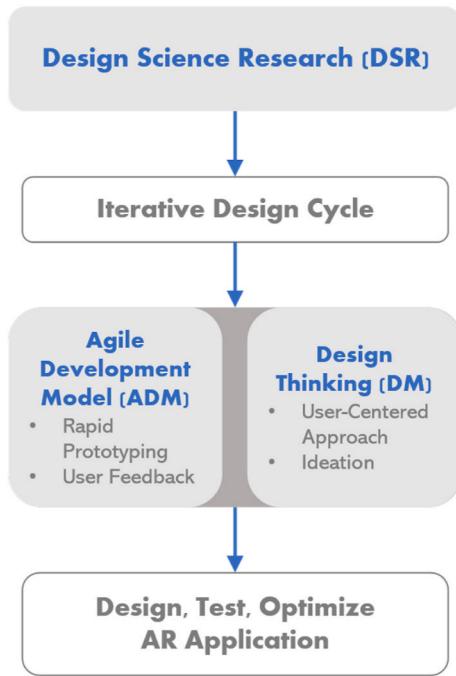 Design Science Research (DSR)
Iterative Design Cycle
Agile
Development
Model (ADM)
• Rapid
Prototyping
• User Feedback
Design
Thinking (DM)
• User-Centered
Approach
• Ideation
Design, Test, Optimize
AR Application